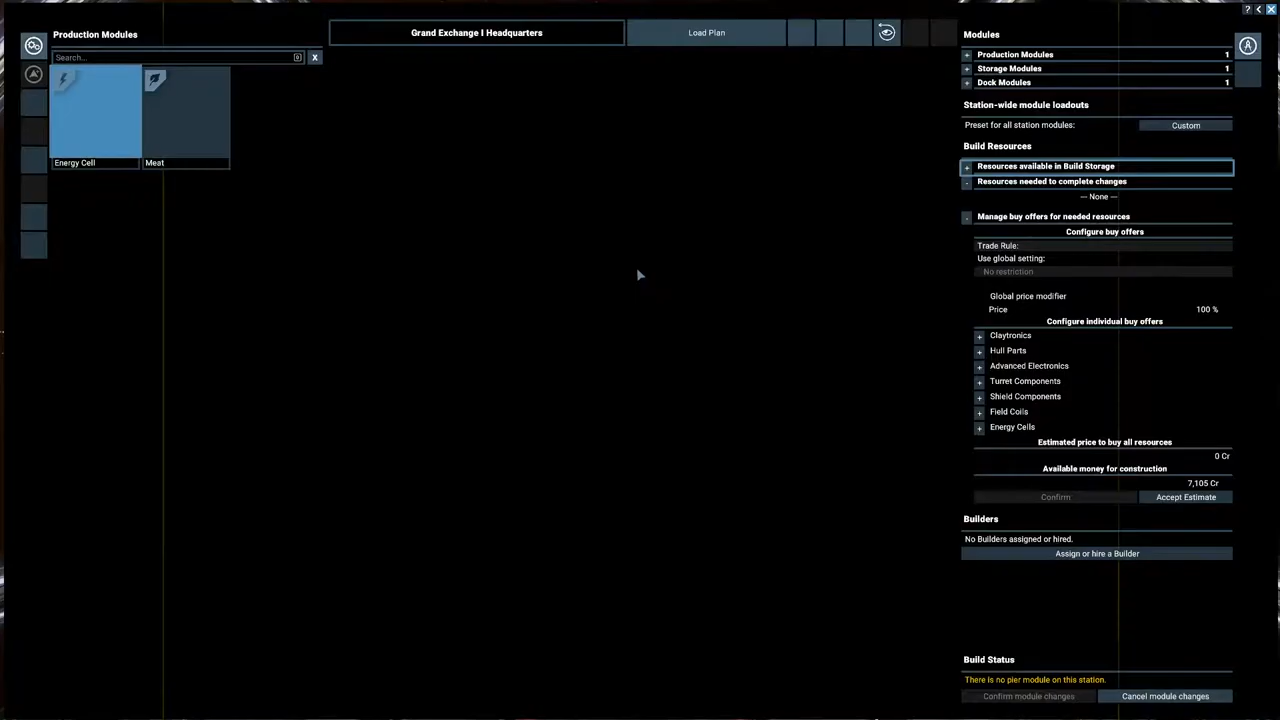 ? < X
Production Modules
Search...
X
Energy Cell
Meat
Grand Exchange I Headquarters
Load Plan
Modules
+ Production Modules 1
+ Storage Modules 1
+ Dock Modules 1
Station-wide module loadouts
Preset for all station modules: Custom
Build Resources
+ Resources available in Build Storage
- Resources needed to complete changes
--- None ---
- Manage buy offers for needed resources
Configure buy offers
Trade Rule:
Use global setting:
No restriction
Global price modifier
Price 100 %
Configure individual buy offers
+ Claytronics
+ Hull Parts
+ Advanced Electronics
+ Turret Components
+ Shield Components
+ Field Coils
+ Energy Cells
Estimated price to buy all resources
0 Cr
Available money for construction
7,105 Cr
Confirm Accept Estimate
Builders
No Builders assigned or hired.
Assign or hire a Builder
Build Status
There is no pier module on this station.
Confirm module changes Cancel module changes